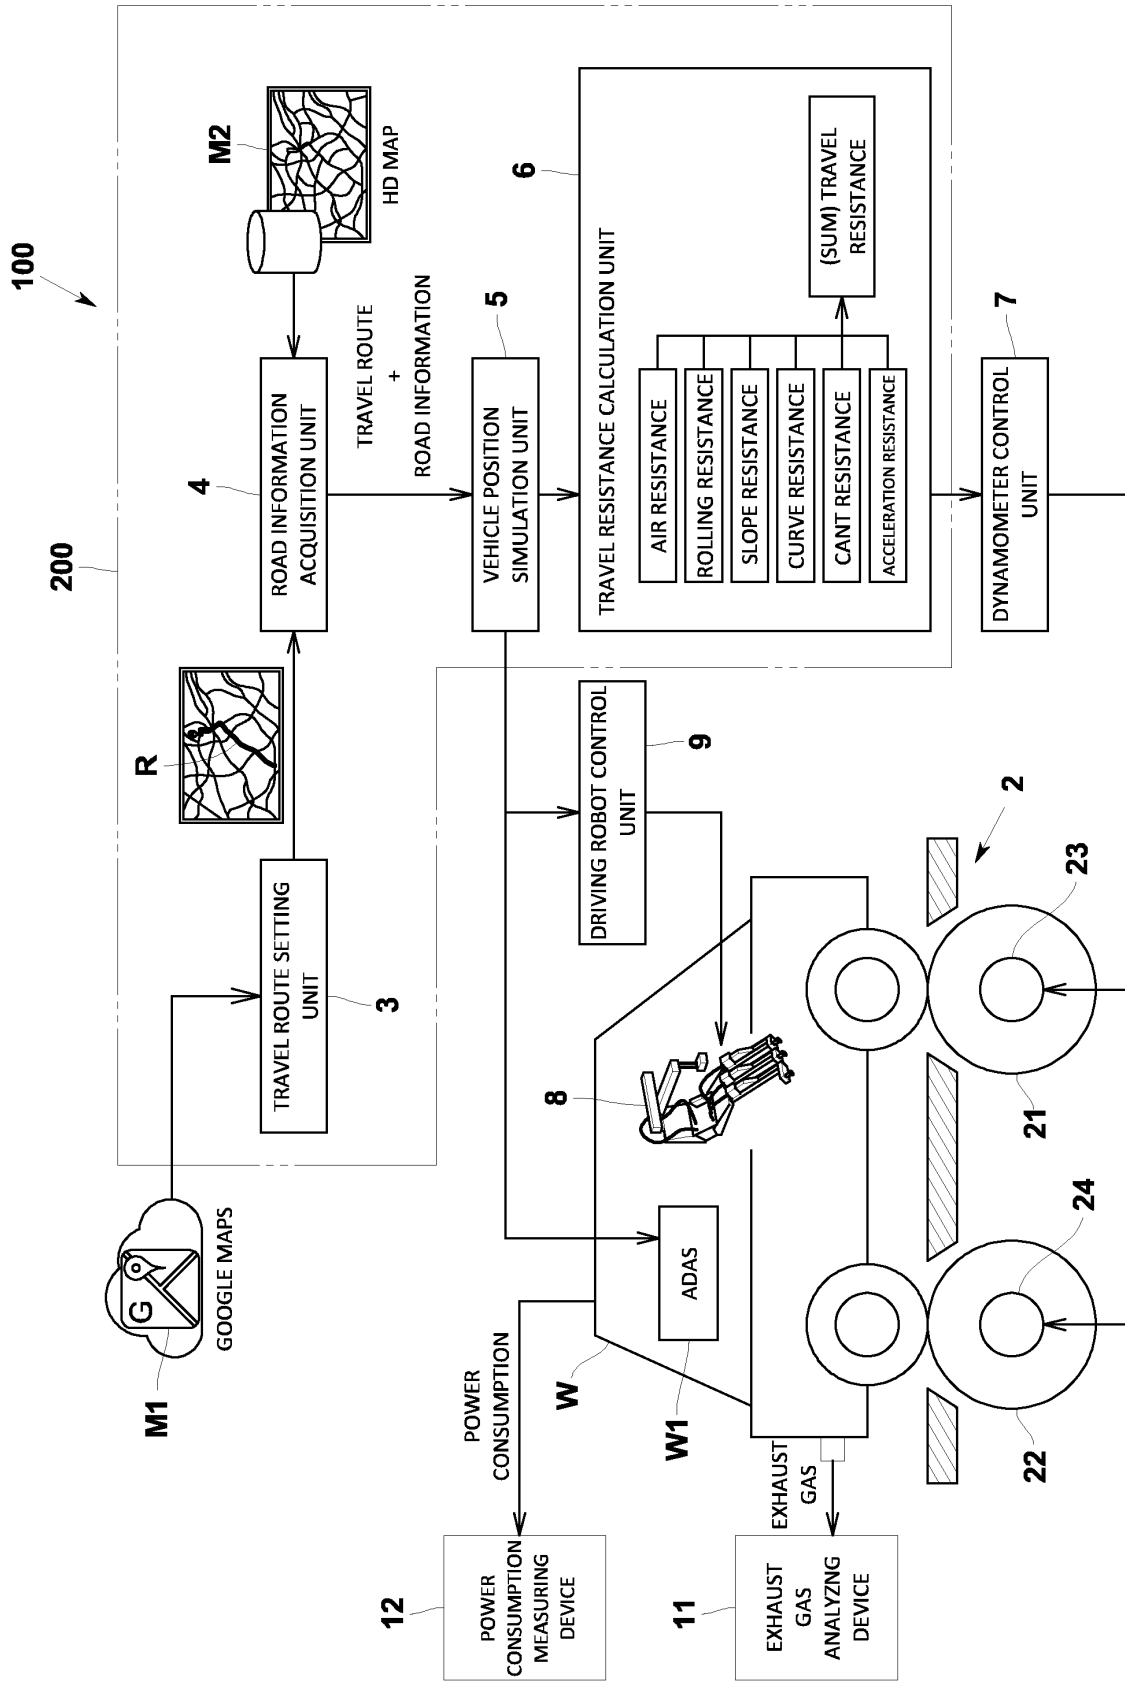 100
200
M1
G
GOOGLE MAPS
TRAVEL ROUTE SETTING
UNIT
3
R
ROAD INFORMATION
ACQUISITION UNIT
4
M2
HD MAP
TRAVEL ROUTE
+
ROAD INFORMATION
VEHICLE POSITION
SIMULATION UNIT
5
TRAVEL RESISTANCE CALCULATION UNIT
6
AIR RESISTANCE
ROLLING RESISTANCE
SLOPE RESISTANCE
CURVE RESISTANCE
CANT RESISTANCE
ACCELERATION RESISTANCE
(SUM) TRAVEL
RESISTANCE
DYNAMOMETER CONTROL
UNIT
7
DRIVING ROBOT CONTROL
UNIT
9
8
ADAS
W1
W
POWER
CONSUMPTION
12
POWER
CONSUMPTION
MEASURING
DEVICE
EXHAUST
GAS
11
EXHAUST
GAS
ANALYZNG
DEVICE
2
23
21
24
22